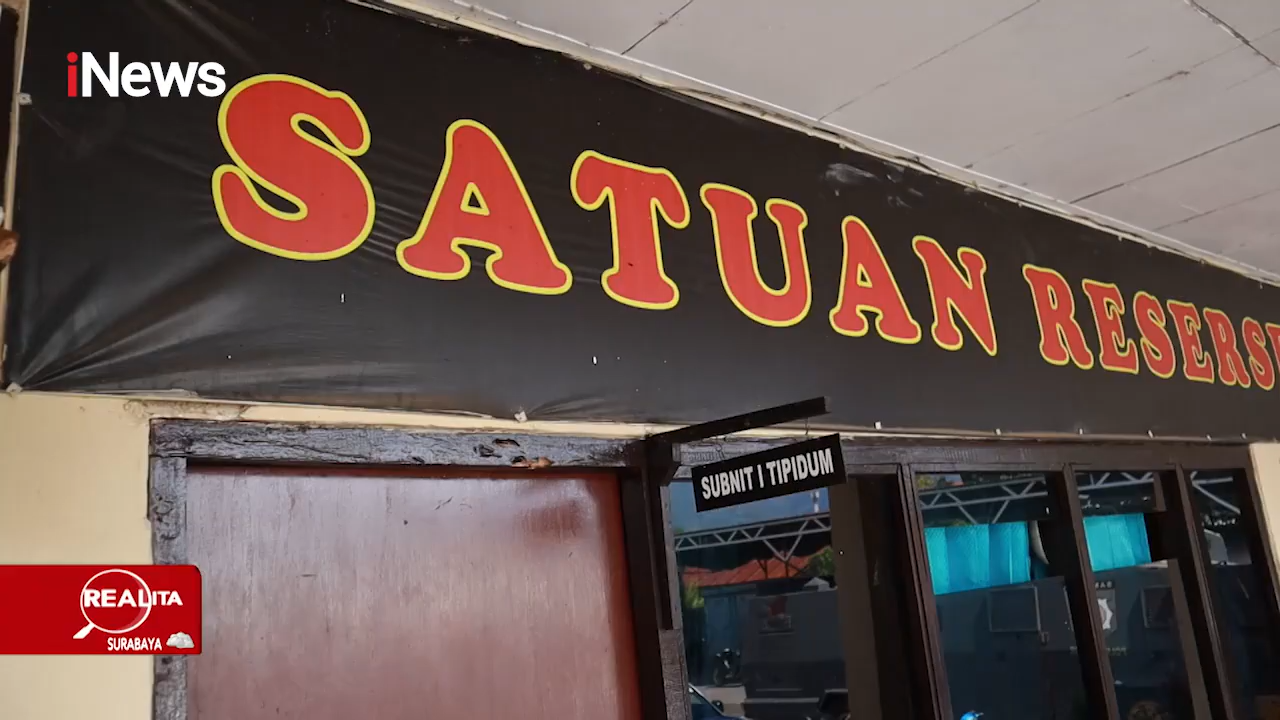 iNews
SATUAN RESERS
SUBNIT I TIPIDUM
REALITA
SURABAYA